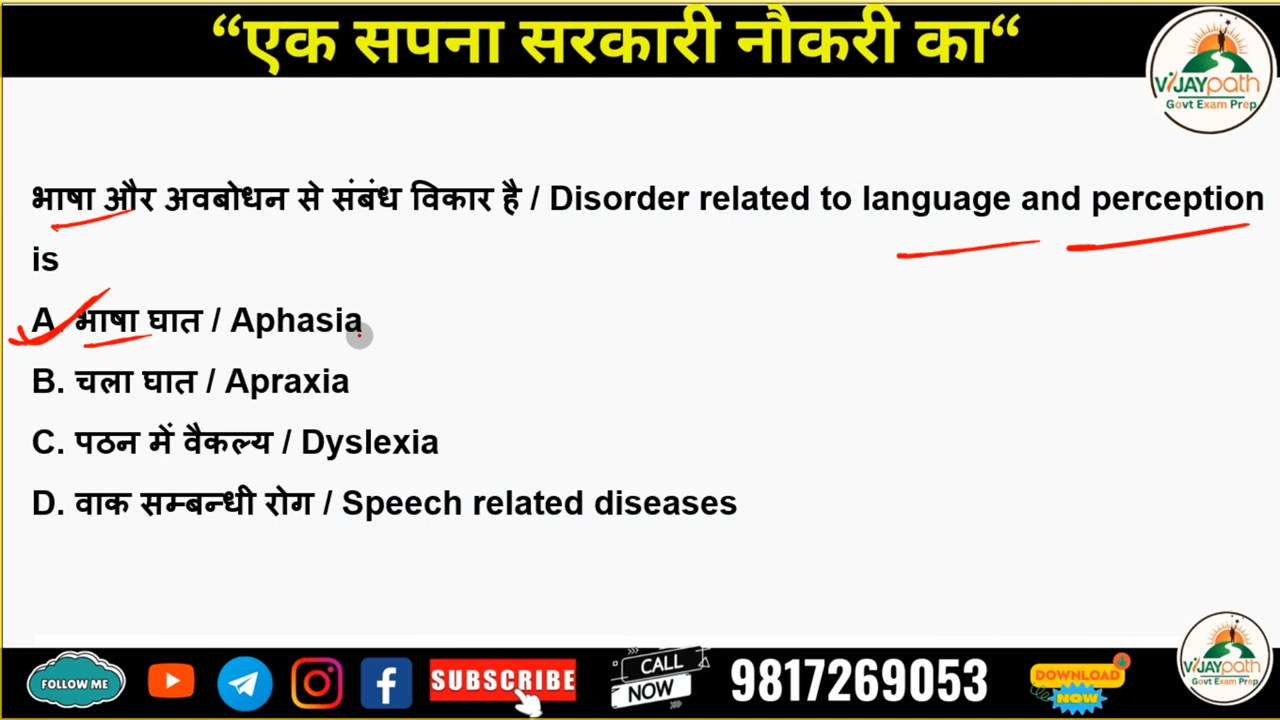 “एक सपना सरकारी नौकरी का“
VIJAYpath
Govt Exam Prep
भाषा और अवबोधन से संबंध विकार है / Disorder related to language and perception
is
A. भाषा घात / Aphasia
B. चला घात / Apraxia
C. पठन में वैकल्य / Dyslexia
D. वाक सम्बन्धी रोग / Speech related diseases
FOLLOW ME
SUBSCRIBE
CALL
NOW
9817269053
DOWNLOAD
NOW
VIJAYpath
Govt Exam Prep